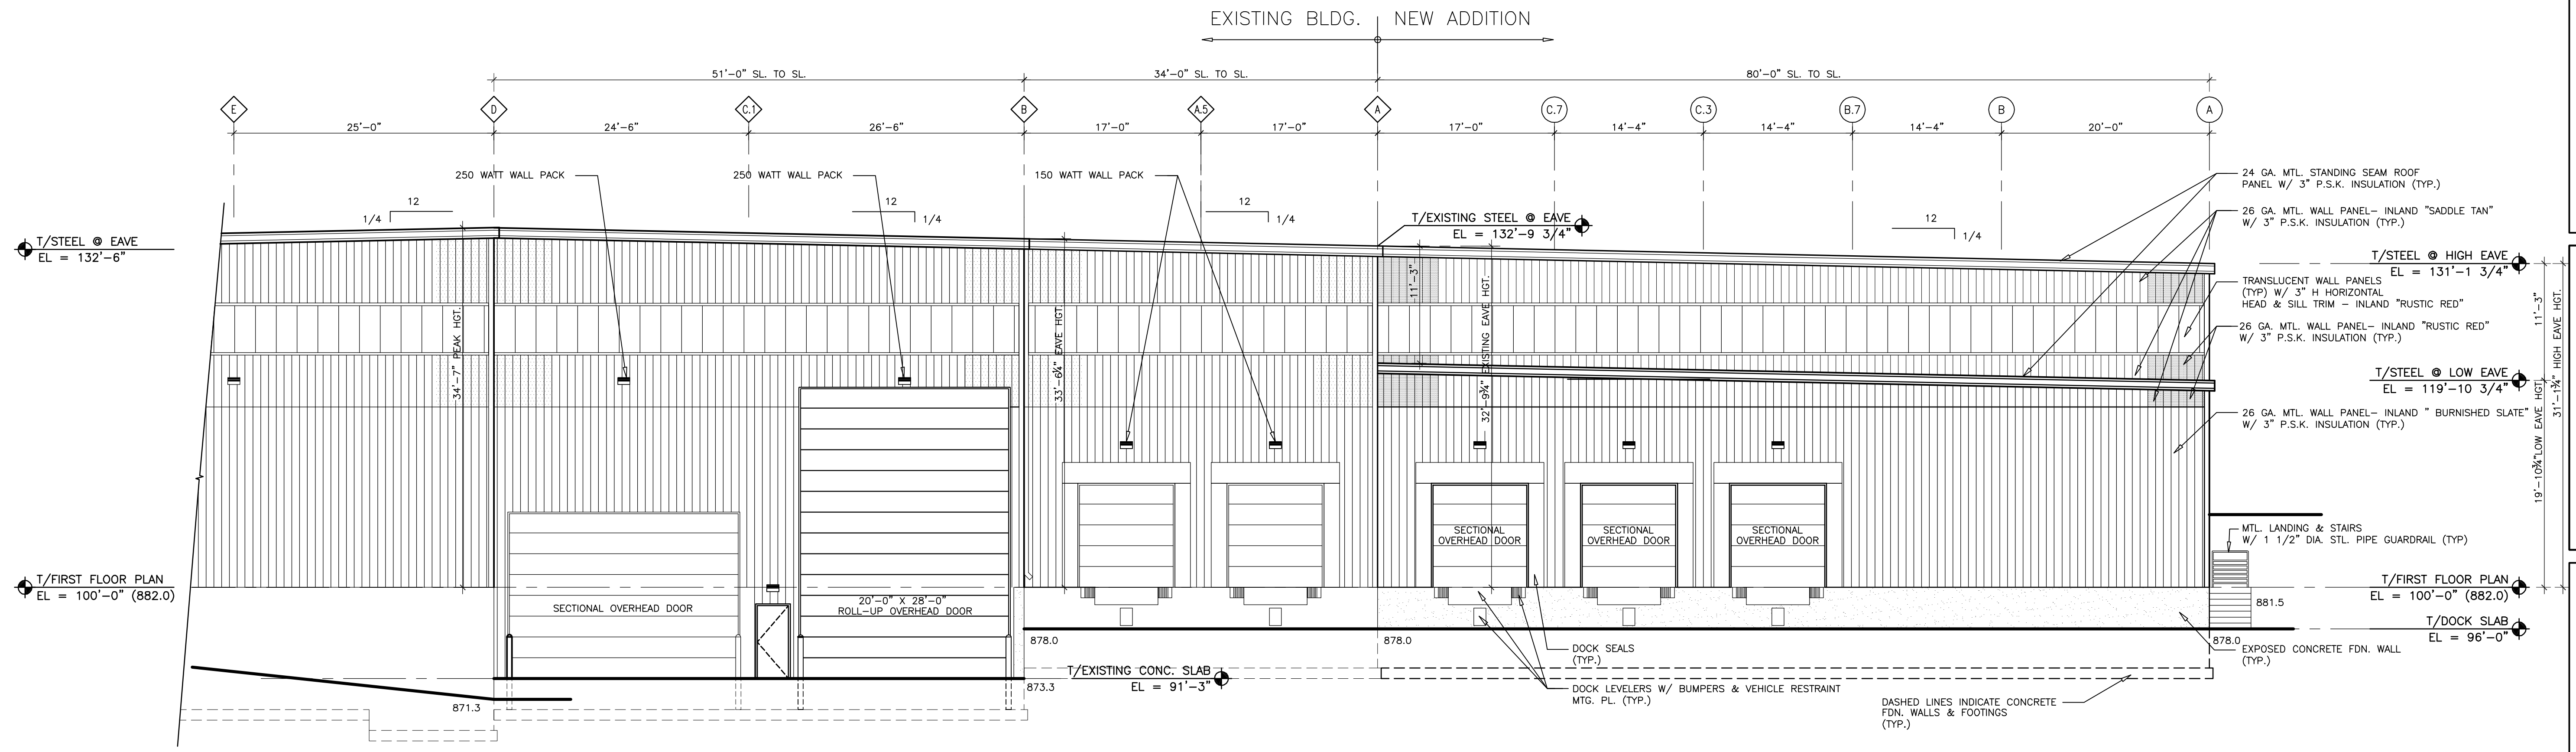 EXISTING BLDG.
NEW ADDITION
51'-0" SL. TO SL.
34'-0" SL. TO SL.
80'-0" SL. TO SL.
E
D
C.1
B
A.5
A
C.7
C.3
B.7
B
A
25'-0"
24'-6"
26'-6"
17'-0"
17'-0"
17'-0"
14'-4"
14'-4"
14'-4"
20'-0"
250 WATT WALL PACK
250 WATT WALL PACK
150 WATT WALL PACK
12
1/4
12
1/4
12
1/4
12
1/4
T/EXISTING STEEL @ EAVE
EL = 132'-9 3/4"
T/STEEL @ EAVE
EL = 132'-6"
24 GA. MTL. STANDING SEAM ROOF
PANEL W/ 3" P.S.K. INSULATION (TYP.)
26 GA. MTL. WALL PANEL- INLAND "SADDLE TAN"
W/ 3" P.S.K. INSULATION (TYP.)
T/STEEL @ HIGH EAVE
EL = 131'-1 3/4"
TRANSLUCENT WALL PANELS
(TYP) W/ 3" H HORIZONTAL
HEAD & SILL TRIM - INLAND "RUSTIC RED"
26 GA. MTL. WALL PANEL- INLAND "RUSTIC RED"
W/ 3" P.S.K. INSULATION (TYP.)
T/STEEL @ LOW EAVE
EL = 119'-10 3/4"
26 GA. MTL. WALL PANEL- INLAND " BURNISHED SLATE"
W/ 3" P.S.K. INSULATION (TYP.)
34'-7" PEAK HGT.
33'-6¼" EAVE HGT.
11'-3"
32'-9¾" EXISTING EAVE HGT.
11'-3"
19'-10¾"LOW EAVE HGT.
31'-1¾" HIGH EAVE HGT.
SECTIONAL
OVERHEAD DOOR
SECTIONAL
OVERHEAD DOOR
SECTIONAL
OVERHEAD DOOR
MTL. LANDING & STAIRS
W/ 1 1/2" DIA. STL. PIPE GUARDRAIL (TYP)
T/FIRST FLOOR PLAN
EL = 100'-0" (882.0)
T/FIRST FLOOR PLAN
EL = 100'-0" (882.0)
SECTIONAL OVERHEAD DOOR
20'-0" X 28'-0"
ROLL-UP OVERHEAD DOOR
881.5
T/DOCK SLAB
EL = 96'-0"
878.0
878.0
878.0
DOCK SEALS
(TYP.)
EXPOSED CONCRETE FDN. WALL
(TYP.)
T/EXISTING CONC. SLAB
EL = 91'-3"
873.3
871.3
DOCK LEVELERS W/ BUMPERS & VEHICLE RESTRAINT
MTG. PL. (TYP.)
DASHED LINES INDICATE CONCRETE
FDN. WALLS & FOOTINGS
(TYP.)